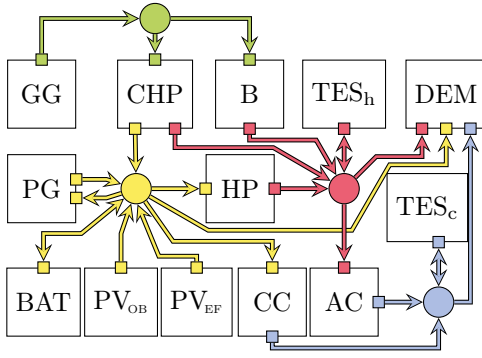 GG CHP B TESh DEM
PG HP TESc
BAT PVOB PVEF CC AC